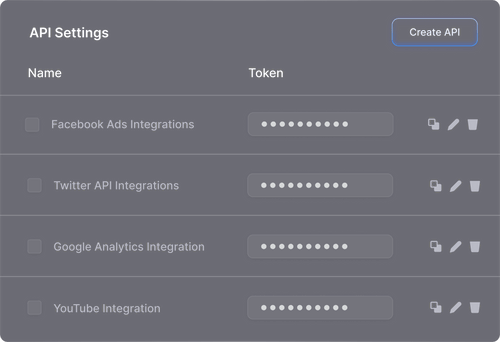 API Settings
Create API
Name
Token
Facebook Ads Integrations
●●●●●●●●●●
Twitter API Integrations
●●●●●●●●●●
Google Analytics Integration
●●●●●●●●●●
YouTube Integration
●●●●●●●●●●